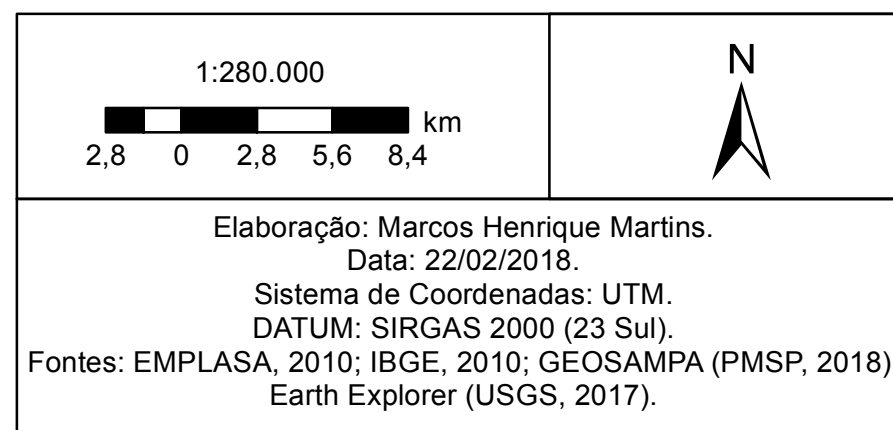 1:280.000
N
km
2,8 0 2,8 5,6 8,4
Elaboração: Marcos Henrique Martins.
Data: 22/02/2018.
Sistema de Coordenadas: UTM.
DATUM: SIRGAS 2000 (23 Sul).
Fontes: EMPLASA, 2010; IBGE, 2010; GEOSAMPA (PMSP, 2018)
Earth Explorer (USGS, 2017).